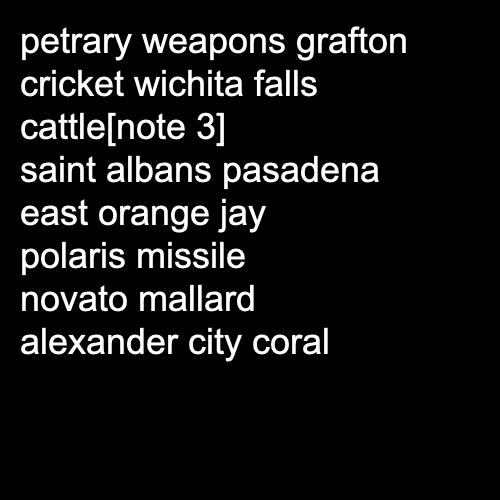 petrary weapons grafton
cricket wichita falls
cattle[note 3]
saint albans pasadena
east orange jay
polaris missile
novato mallard
alexander city coral